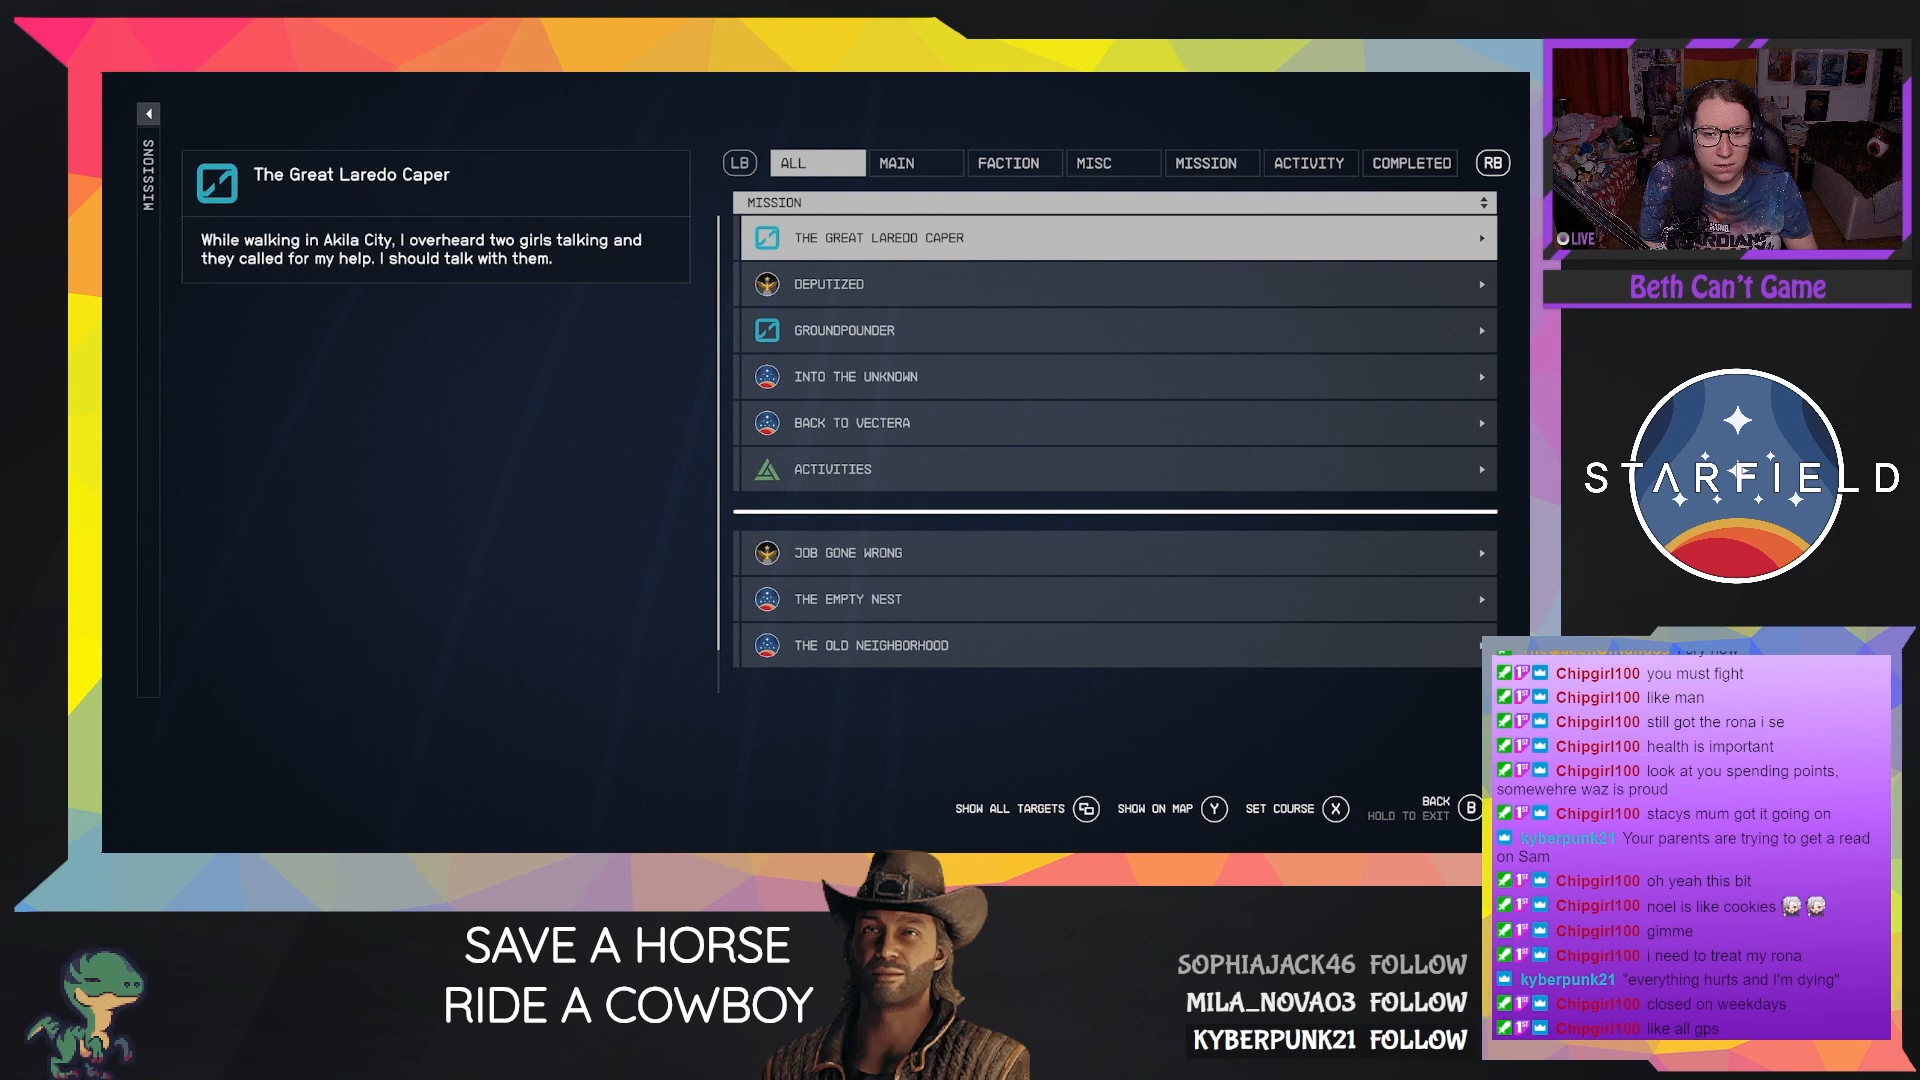 MISSIONS
The Great Laredo Caper
While walking in Akila City, I overheard two girls talking and
they called for my help. I should talk with them.
LB ALL MAIN FACTION MISC MISSION ACTIVITY COMPLETED RB
MISSION
THE GREAT LAREDO CAPER
DEPUTIZED
GROUNDPOUNDER
INTO THE UNKNOWN
BACK TO VECTERA
ACTIVITIES
JOB GONE WRONG
THE EMPTY NEST
THE OLD NEIGHBORHOOD
SHOW ALL TARGETS SHOW ON MAP Y SET COURSE X BACK B
HOLD TO EXIT
LIVE
Beth Can't Game
STARFIELD
Chipgirl100 you must fight
Chipgirl100 like man
Chipgirl100 still got the rona i se
Chipgirl100 health is important
Chipgirl100 look at you spending points,
somewehre waz is proud
Chipgirl100 stacys mum got it going on
kyberpunk21 Your parents are trying to get a read
on Sam
Chipgirl100 oh yeah this bit
Chipgirl100 noel is like cookies
Chipgirl100 gimme
Chipgirl100 i need to treat my rona
kyberpunk21 "everything hurts and I'm dying"
Chipgirl100 closed on weekdays
Chipgirl100 like all gps
SAVE A HORSE
RIDE A COWBOY
SOPHIAJACK46 FOLLOW
MILA_NOVA03 FOLLOW
KYBERPUNK21 FOLLOW